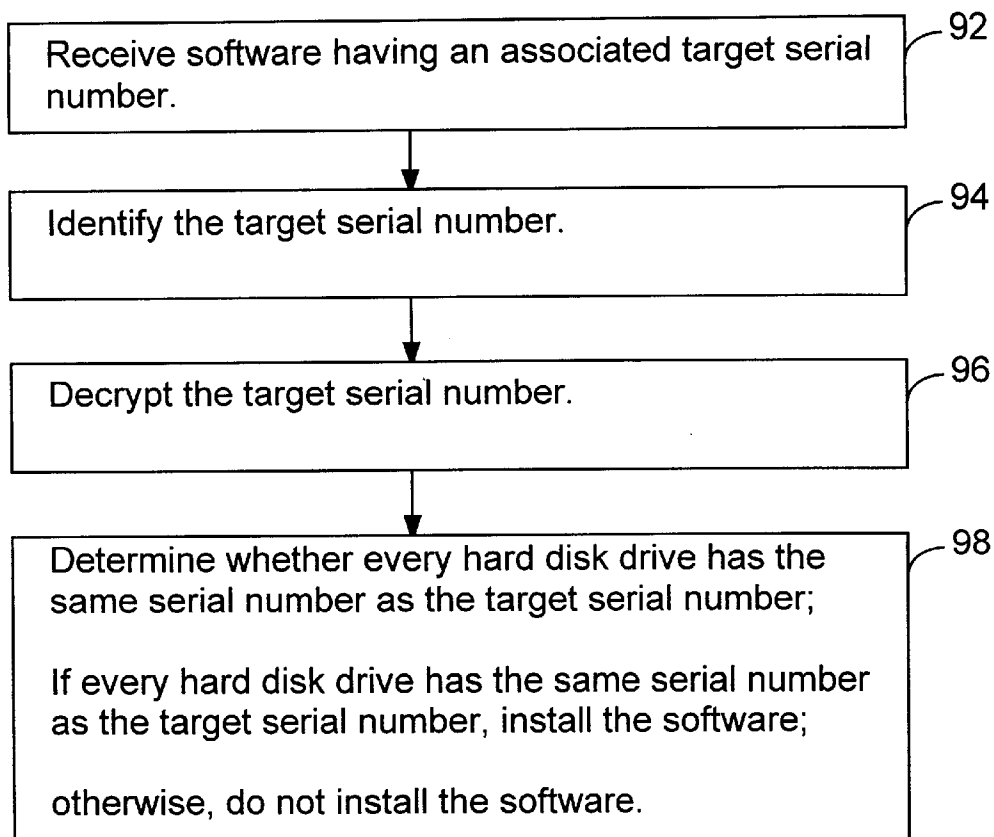 92
Receive software having an associated target serial
number.
94
Identify the target serial number.
96
Decrypt the target serial number.
98
Determine whether every hard disk drive has the
same serial number as the target serial number;
If every hard disk drive has the same serial number
as the target serial number, install the software;
otherwise, do not install the software.